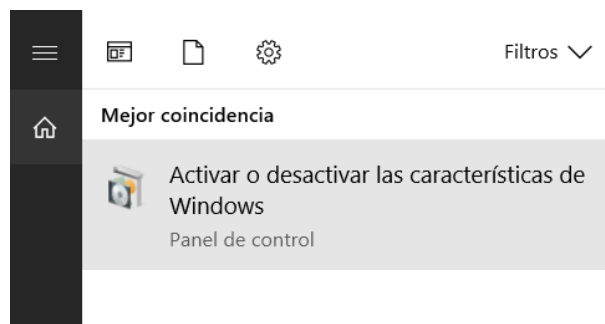 Filtros
Mejor coincidencia
Activar o desactivar las características de
Windows
Panel de control